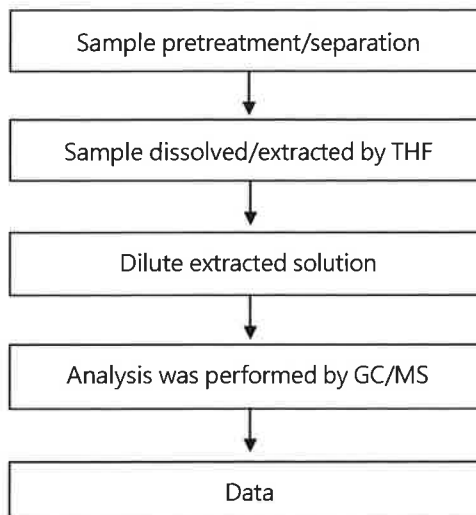 Sample pretreatment/separation
Sample dissolved/extracted by THF
Dilute extracted solution
Analysis was performed by GC/MS
Data